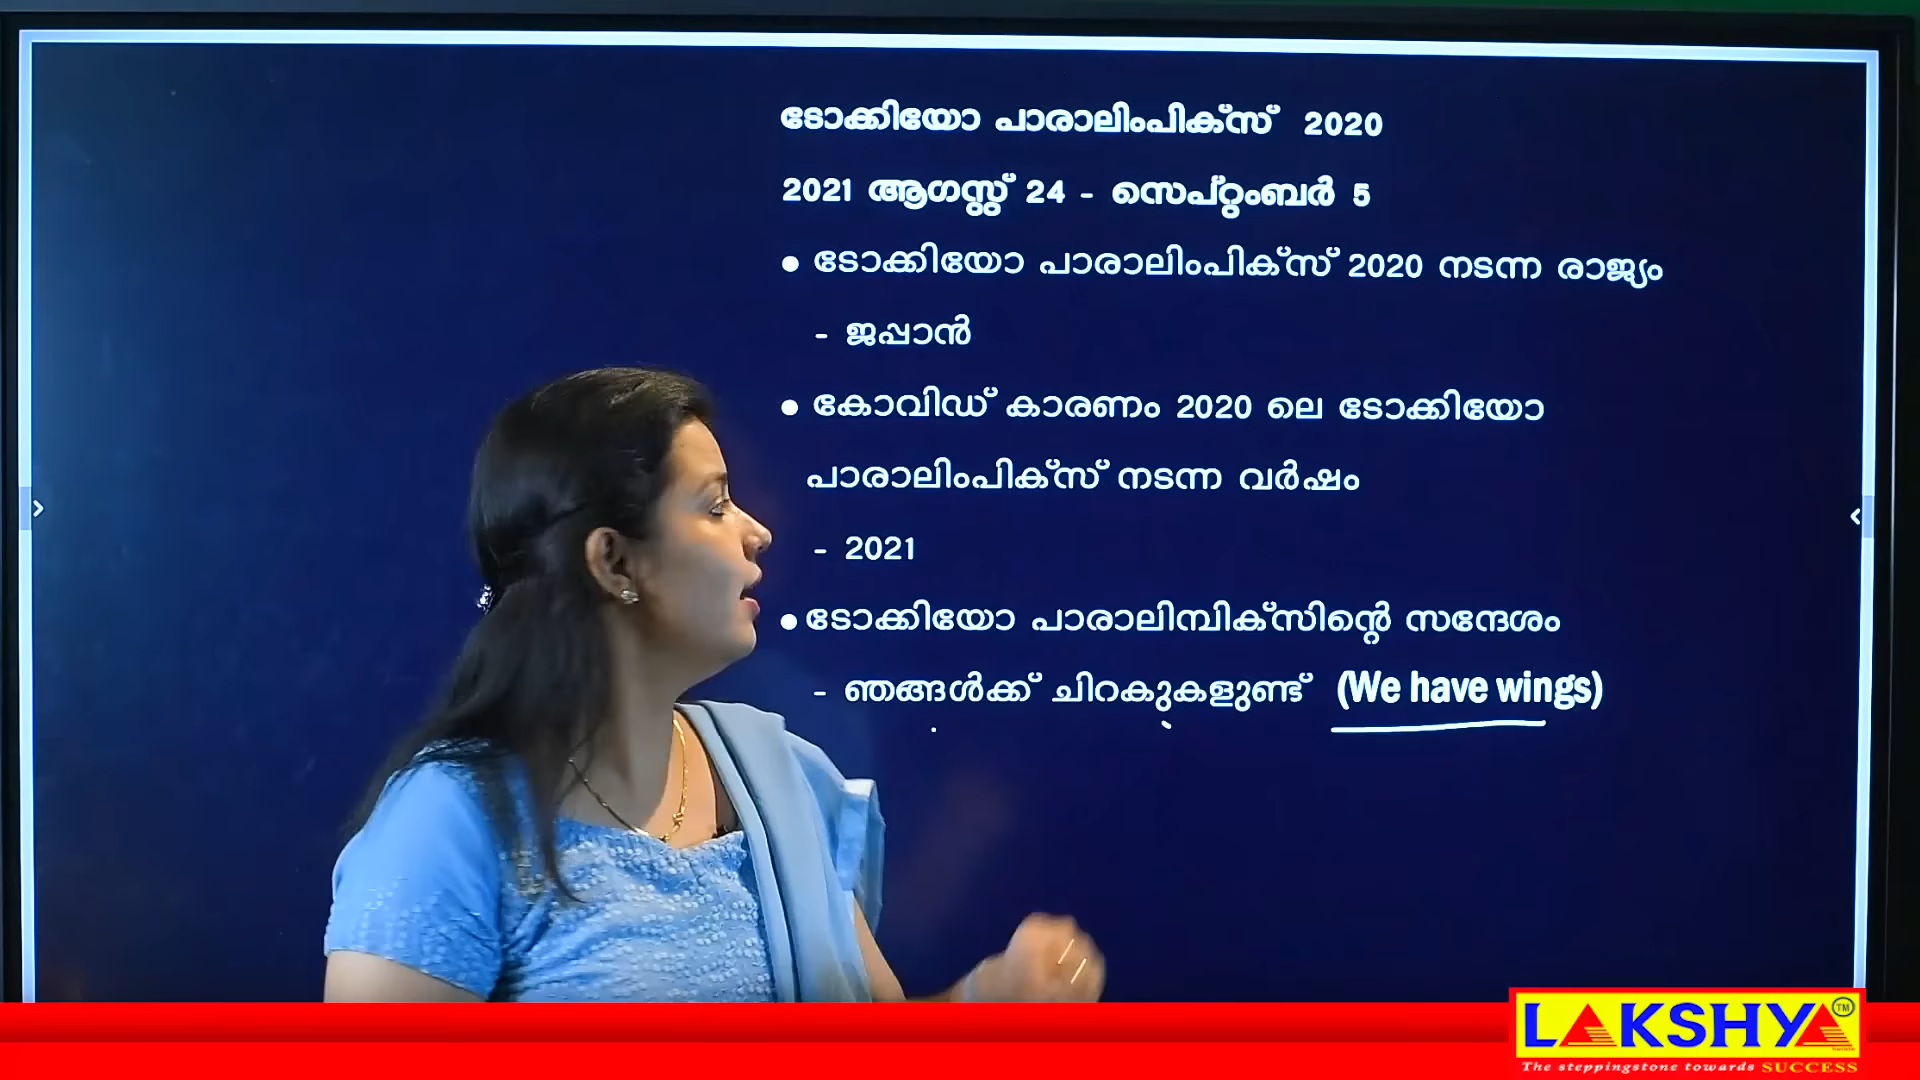 ടോക്കിയോ പാരാലിംപിക്സ് 2020
2021 ആഗസ്റ്റ് 24 - സെപ്റ്റംബർ 5
• ടോക്കിയോ പാരാലിംപിക്സ് 2020 നടന്ന രാജ്യം
- ജപ്പാൻ
• കോവിഡ് കാരണം 2020 ലെ ടോക്കിയോ
പാരാലിംപിക്സ് നടന്ന വർഷം
- 2021
• ടോക്കിയോ പാരാലിമ്പിക്സിന്റെ സന്ദേശം
- ഞങ്ങൾക്ക് ചിറകുകളുണ്ട് (We have wings)
LAKSHYA TM
The steppingstone towards SUCCESS